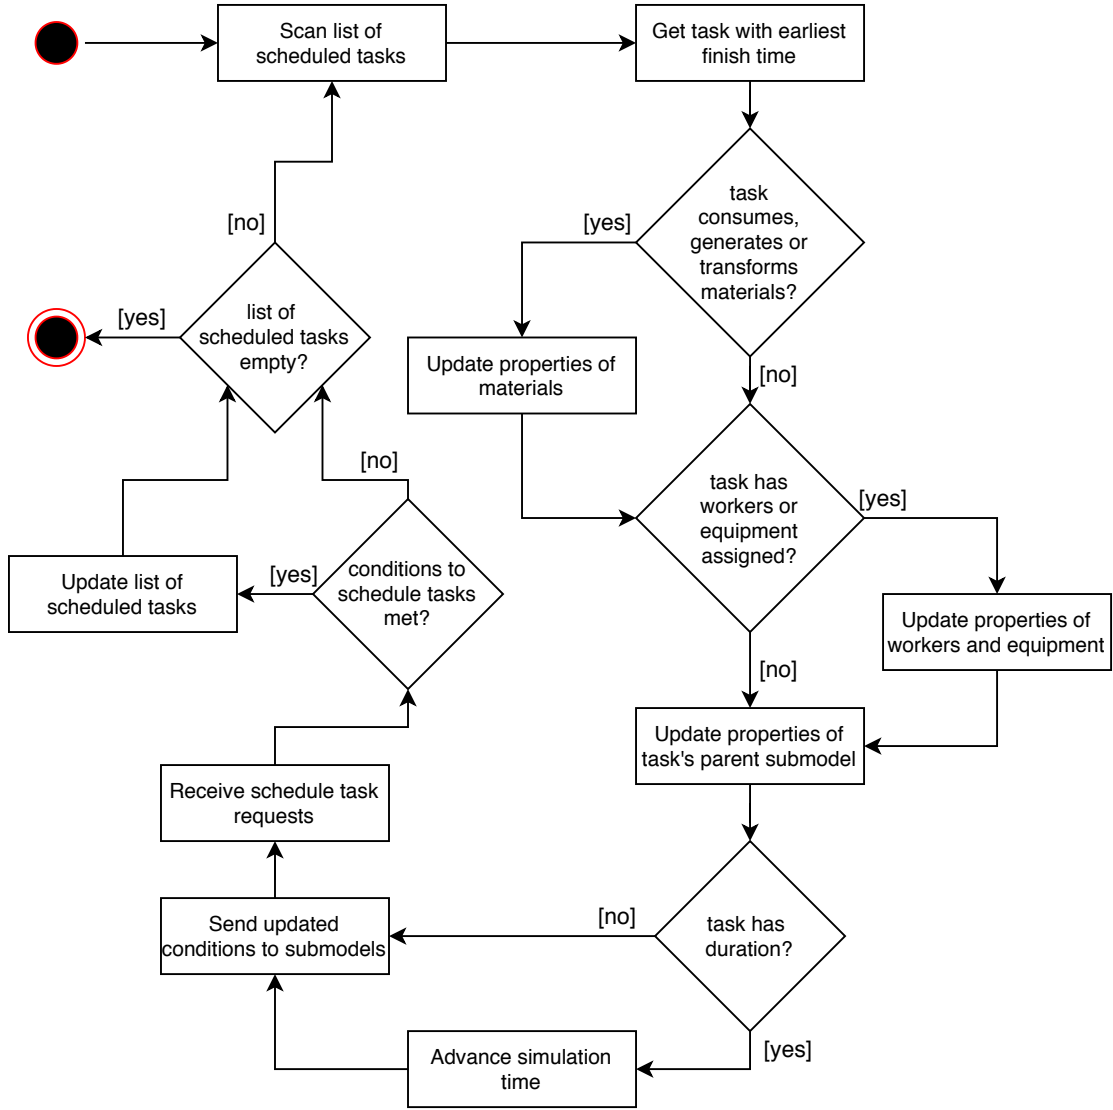 Scan list of
scheduled tasks
Get task with earliest
finish time
task
consumes,
generates or
transforms
materials?
[yes]
[no]
Update properties of
materials
task has
workers or
equipment
assigned?
[yes]
[no]
Update properties of
workers and equipment
Update properties of
task's parent submodel
task has
duration?
[no]
[yes]
Advance simulation
time
Send updated
conditions to submodels
Receive schedule task
requests
conditions to
schedule tasks
met?
[yes]
[no]
Update list of
scheduled tasks
list of
scheduled tasks
empty?
[yes]
[no]